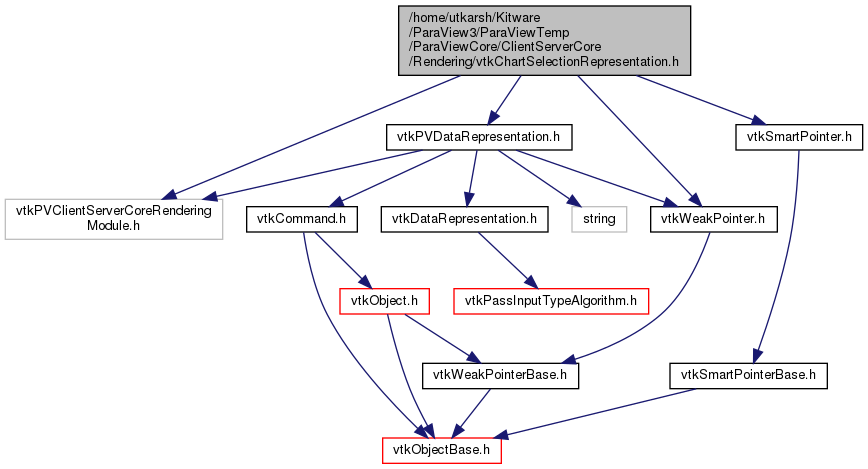 /home/utkarsh/Kitware
/ParaView3/ParaViewTemp
/ParaViewCore/ClientServerCore
/Rendering/vtkChartSelectionRepresentation.h
vtkPVDataRepresentation.h
vtkSmartPointer.h
vtkPVClientServerCoreRendering
Module.h
vtkCommand.h
vtkDataRepresentation.h
string
vtkWeakPointer.h
vtkObject.h
vtkPassInputTypeAlgorithm.h
vtkWeakPointerBase.h
vtkSmartPointerBase.h
vtkObjectBase.h